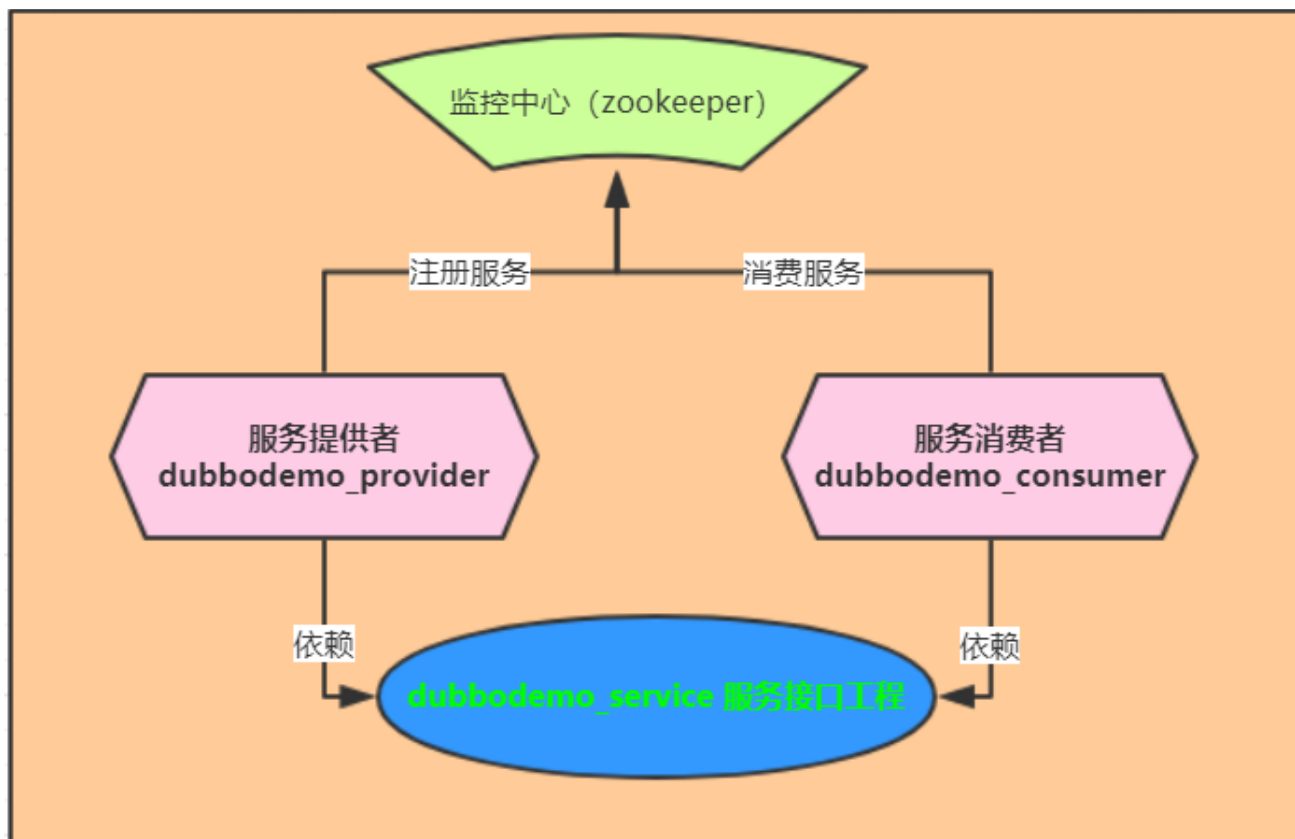 监控中心（zookeeper）
注册服务
消费服务
服务提供者
dubbodemo_provider
服务消费者
dubbodemo_consumer
依赖
依赖
dubbodemo_service 服务接口工程